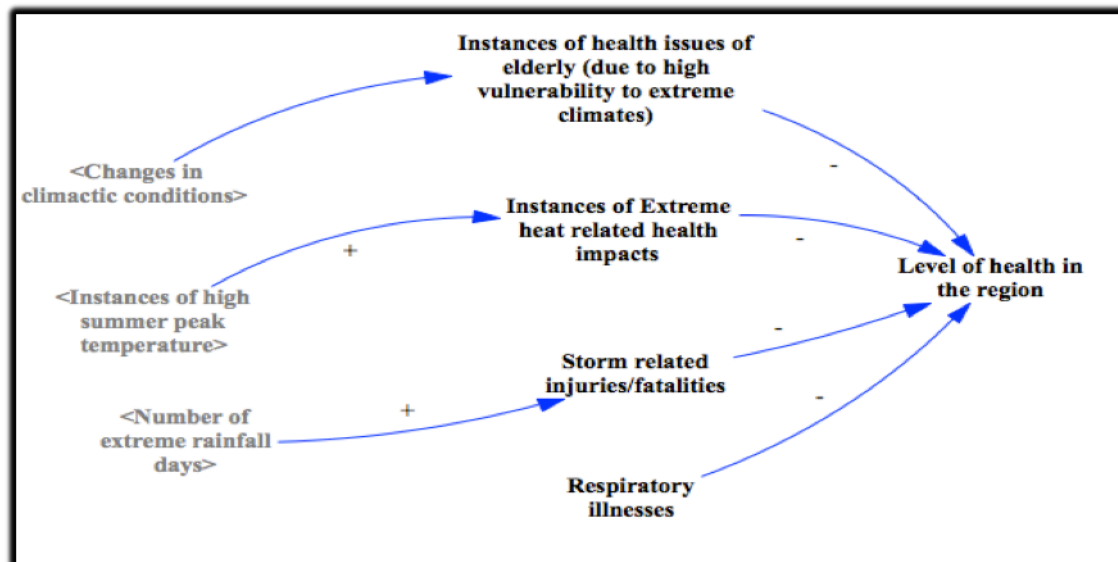 Instances of health issues of
elderly (due to high
vulnerability to extreme
climates)
<Changes in
climactic conditions>
-
Instances of Extreme
heat related health
impacts
+
-
Level of health in
the region
<Instances of high
summer peak
temperature>
-
Storm related
injuries/fatalities
+
-
<Number of
extreme rainfall
days>
Respiratory
illnesses